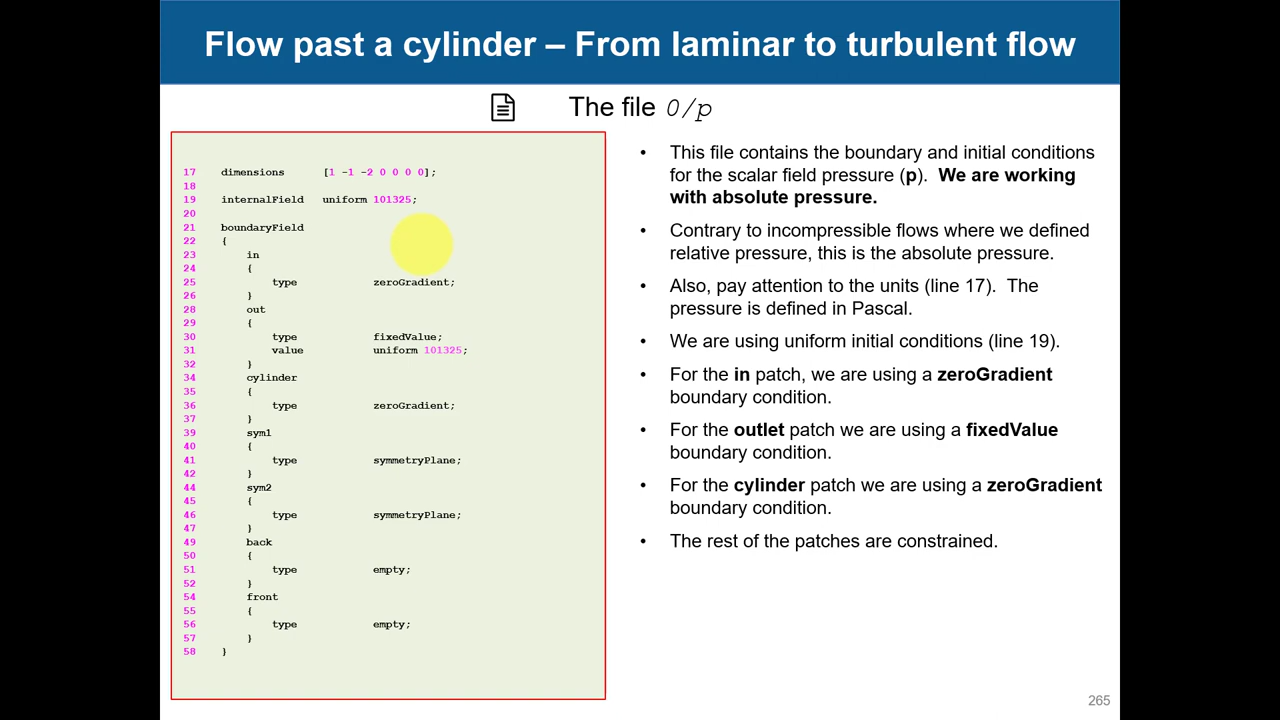 Flow past a cylinder – From laminar to turbulent flow
The file 0/p
17 dimensions [1 -1 -2 0 0 0 0];
18
19 internalField uniform 101325;
20
21 boundaryField
22 {
23 in
24 {
25 type zeroGradient;
26 }
28 out
29 {
30 type fixedValue;
31 value uniform 101325;
32 }
34 cylinder
35 {
36 type zeroGradient;
37 }
39 sym1
40 {
41 type symmetryPlane;
42 }
44 sym2
45 {
46 type symmetryPlane;
47 }
49 back
50 {
51 type empty;
52 }
54 front
55 {
56 type empty;
57 }
58 }
• This file contains the boundary and initial conditions
for the scalar field pressure (p). We are working
with absolute pressure.
• Contrary to incompressible flows where we defined
relative pressure, this is the absolute pressure.
• Also, pay attention to the units (line 17). The
pressure is defined in Pascal.
• We are using uniform initial conditions (line 19).
• For the in patch, we are using a zeroGradient
boundary condition.
• For the outlet patch we are using a fixedValue
boundary condition.
• For the cylinder patch we are using a zeroGradient
boundary condition.
• The rest of the patches are constrained.
265